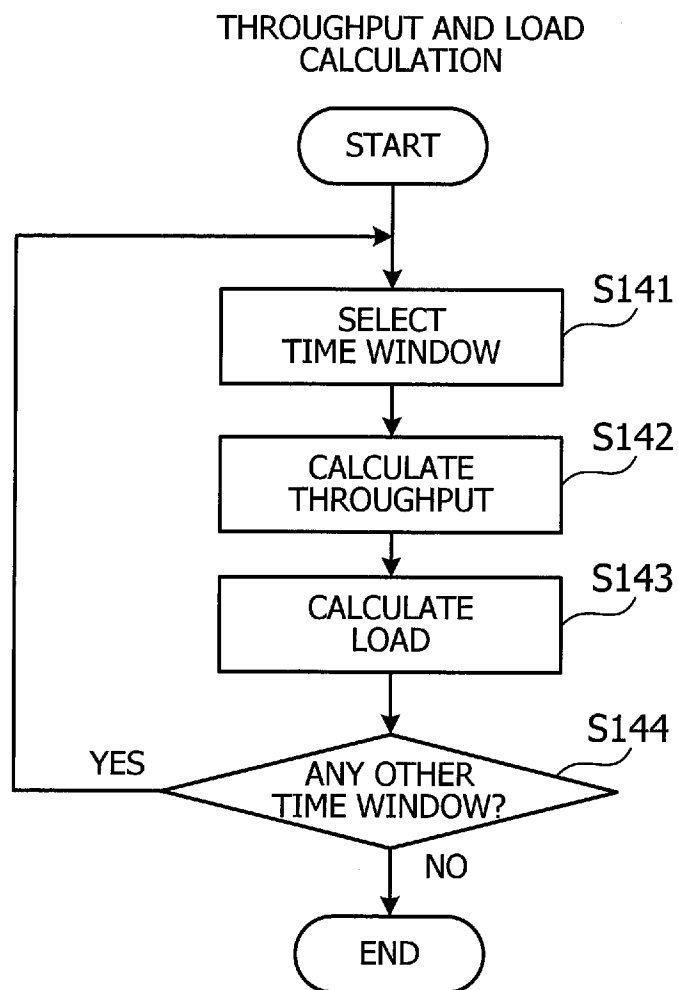 THROUGHPUT AND LOAD
CALCULATION
START
S141
SELECT
TIME WINDOW
S142
CALCULATE
THROUGHPUT
S143
CALCULATE
LOAD
S144
YES
ANY OTHER
TIME WINDOW?
NO
END